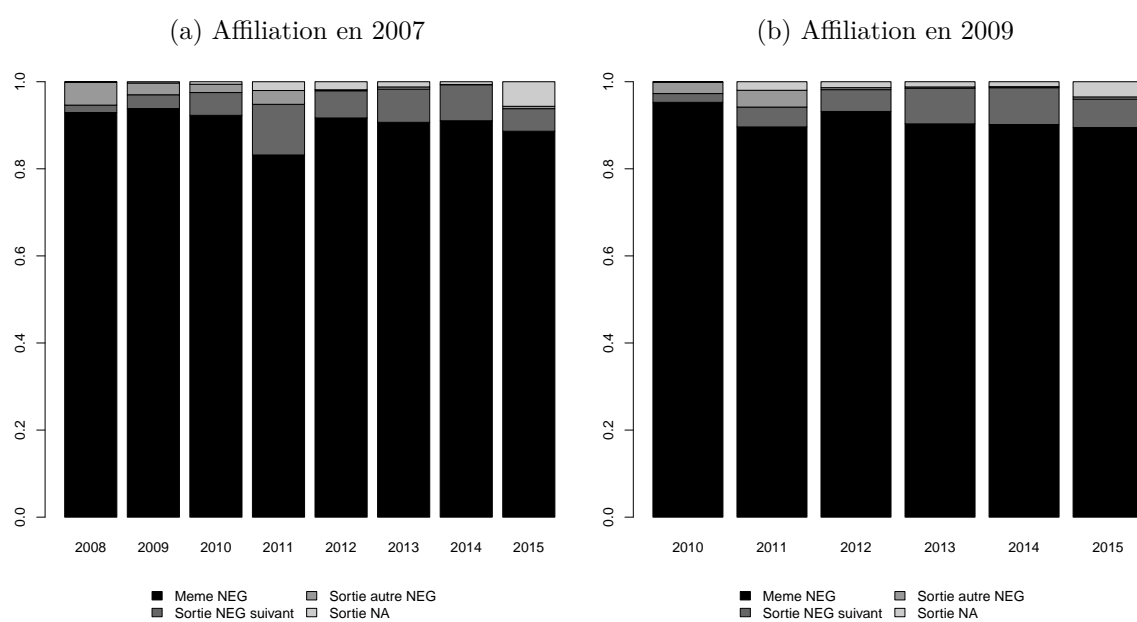 (a) Affiliation en 2007
1.0
0.8
0.6
0.4
0.2
0.0
2008 2009 2010 2011 2012 2013 2014 2015
Meme NEG Sortie autre NEG
Sortie NEG suivant Sortie NA
(b) Affiliation en 2009
1.0
0.8
0.6
0.4
0.2
0.0
2010 2011 2012 2013 2014 2015
Meme NEG Sortie autre NEG
Sortie NEG suivant Sortie NA